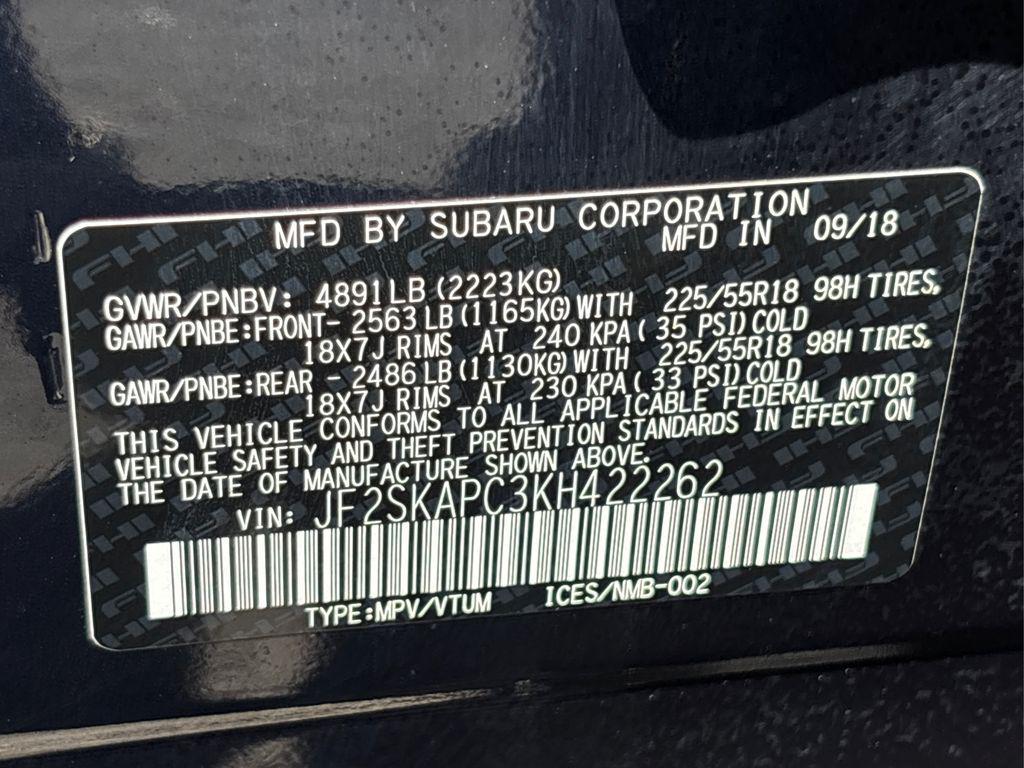 MFD BY SUBARU CORPORATION
MFD IN 09/18
GVWR/PNBV: 4891LB (2223KG)
GAWR/PNBE:FRONT- 2563 LB (1165KG) WITH 225/55R18 98H TIRES.
18X7J RIMS AT 240 KPA ( 35 PSI) COLD
GAWR/PNBE:REAR - 2486 LB (1130KG) WITH 225/55R18 98H TIRES.
18X7J RIMS AT 230 KPA ( 33 PSI) COLD
THIS VEHICLE CONFORMS TO ALL APPLICABLE FEDERAL MOTOR
VEHICLE SAFETY AND THEFT PREVENTION STANDARDS IN EFFECT ON
THE DATE OF MANUFACTURE SHOWN ABOVE.
VIN: JF2SKAPC3KH422262
TYPE:MPV/VTUM ICES/NMB-002